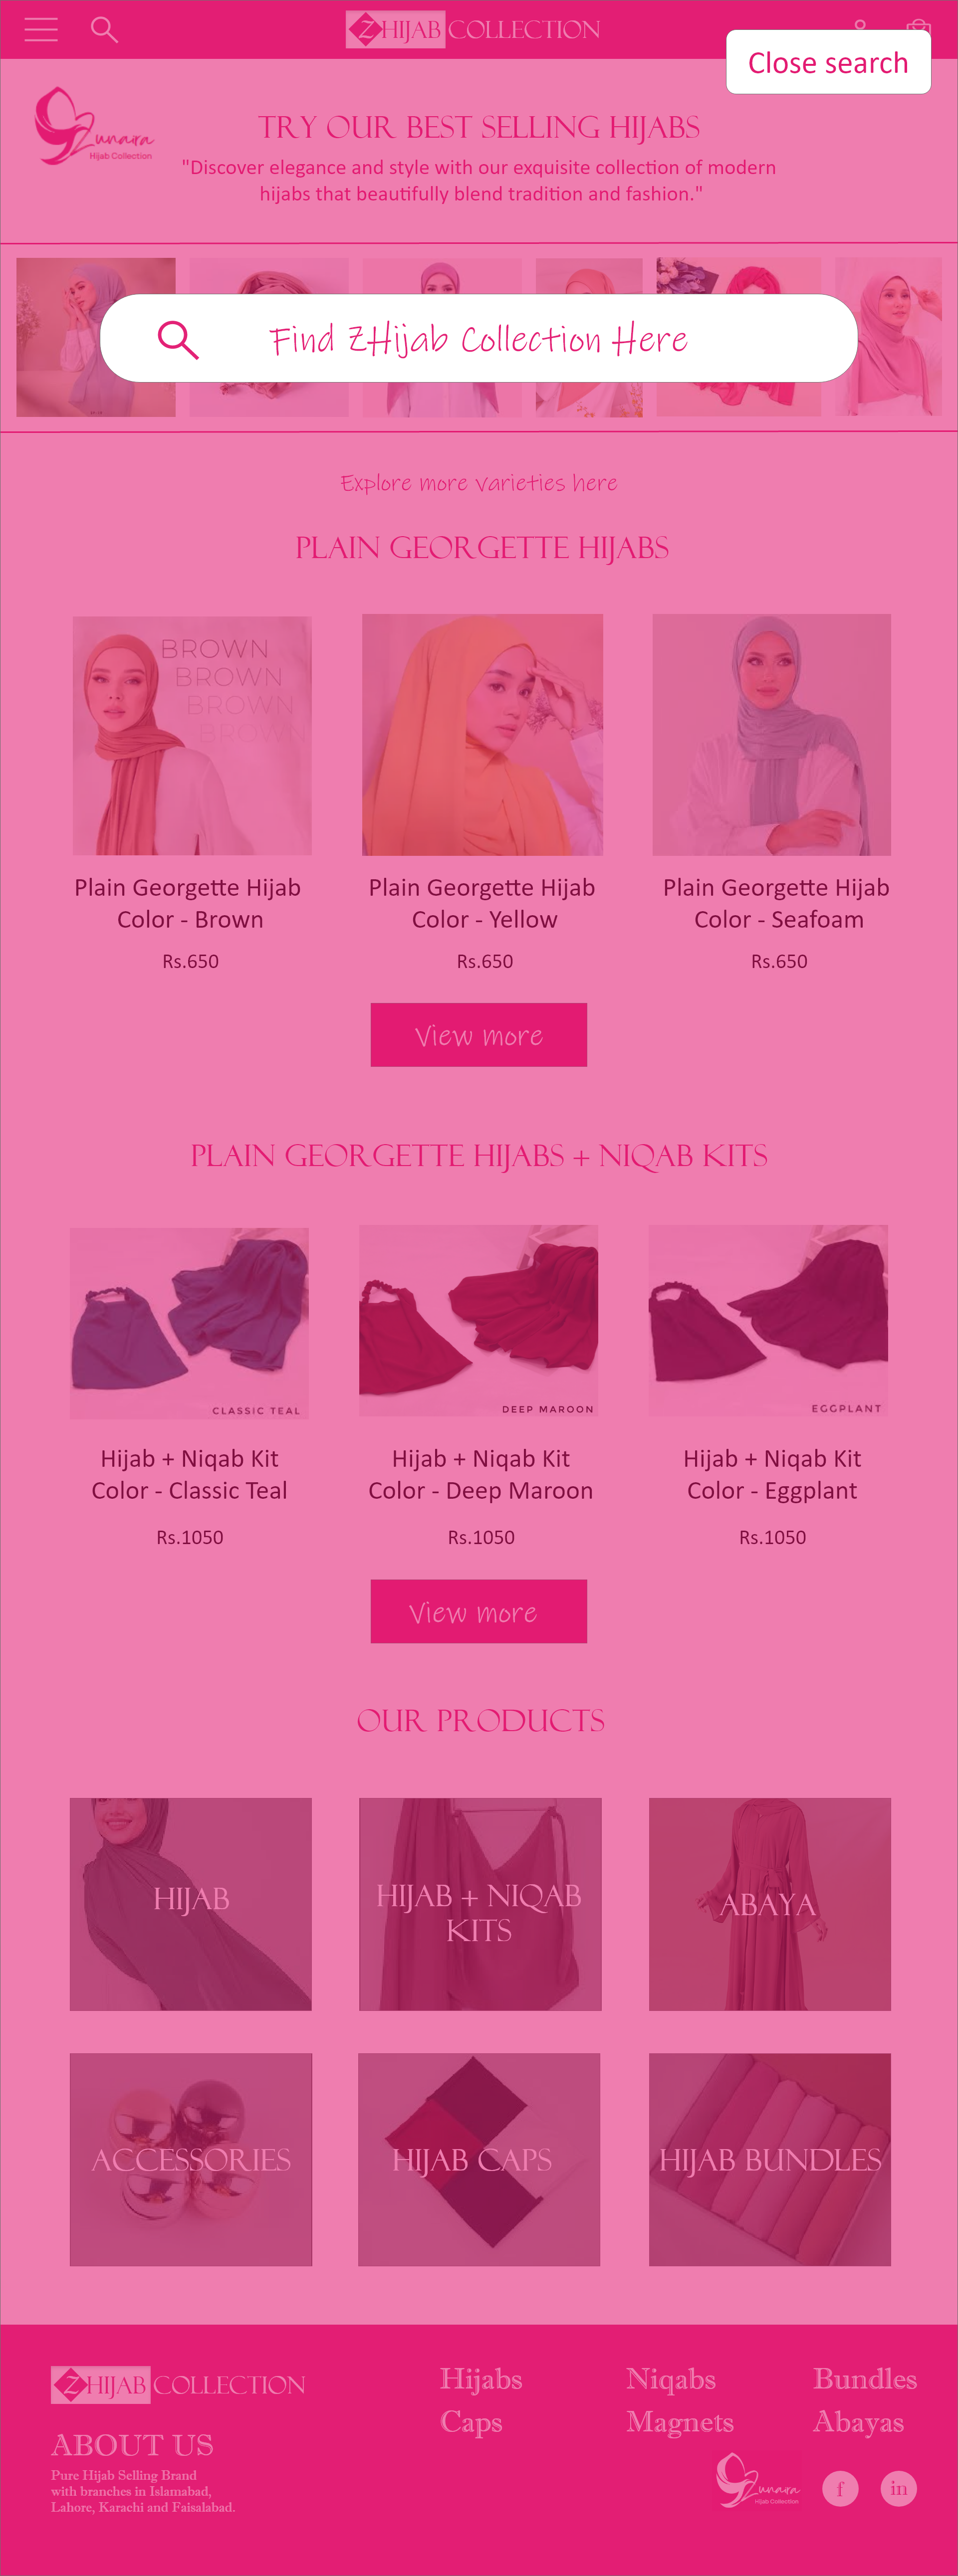 ZHIJAB COLLECTION
Close search
Zunaira
Hijab Collection
TRY OUR BEST SELLING HIJABS
"Discover elegance and style with our exquisite collection of modern
hijabs that beautifully blend tradition and fashion."
Find ZHijab Collection Here
Explore more varieties here
PLAIN GEORGETTE HIJABS
BROWN
BROWN
BROWN
BROWN
Plain Georgette Hijab
Color - Brown
Rs.650
Plain Georgette Hijab
Color - Yellow
Rs.650
Plain Georgette Hijab
Color - Seafoam
Rs.650
View more
PLAIN GEORGETTE HIJABS + NIQAB KITS
CLASSIC TEAL
DEEP MAROON
EGGPLANT
Hijab + Niqab Kit
Color - Classic Teal
Rs.1050
Hijab + Niqab Kit
Color - Deep Maroon
Rs.1050
Hijab + Niqab Kit
Color - Eggplant
Rs.1050
View more
OUR PRODUCTS
HIJAB
HIJAB + NIQAB
KITS
ABAYA
ACCESSORIES
HIJAB CAPS
HIJAB BUNDLES
ZHIJAB COLLECTION
ABOUT US
Pure Hijab Selling Brand
with branches in Islamabad,
Lahore, Karachi and Faisalabad.
Hijabs
Niqabs
Bundles
Caps
Magnets
Abayas
Zunaira
Hijab Collection
f
in